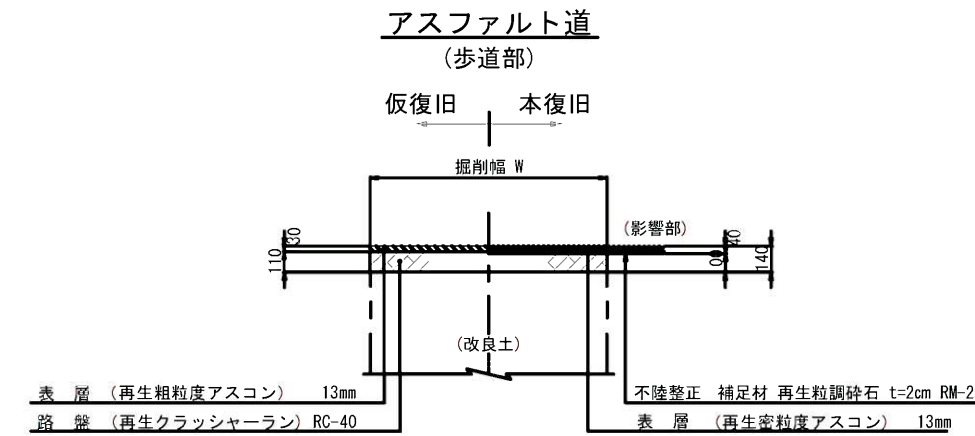 アスファルト道
(歩道部)
仮復旧 本復旧
掘削幅 W
(影響部)
30
110
40
140
(改良土)
表 層 (再生粗粒度アスコン) 13mm
不陸整正 補足材 再生粒調砕石 t=2cm RM-2
路 盤 (再生クラッシャーラン) RC-40
表 層 (再生密粒度アスコン) 13mm